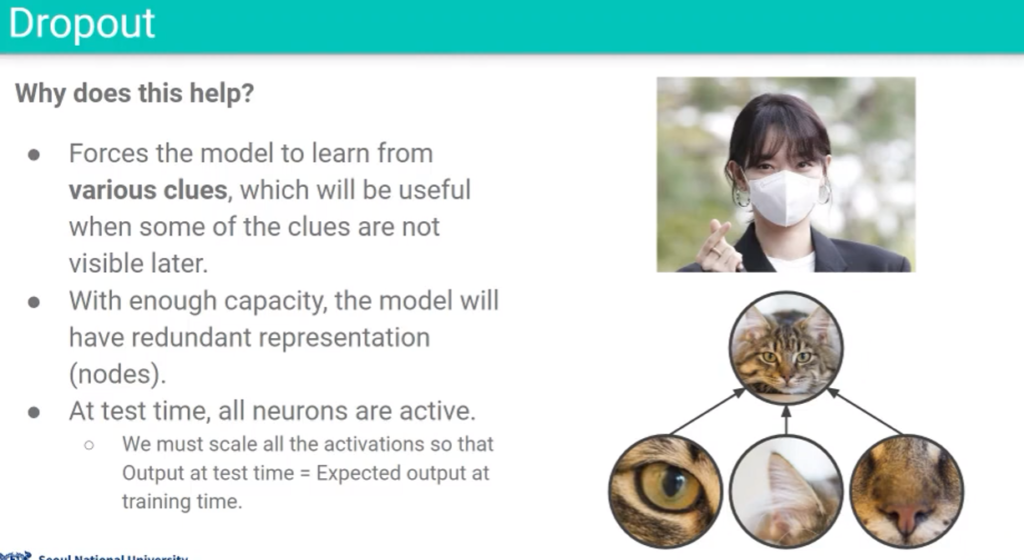 Dropout
Why does this help?
● Forces the model to learn from
various clues, which will be useful
when some of the clues are not
visible later.
● With enough capacity, the model will
have redundant representation
(nodes).
● At test time, all neurons are active.
○ We must scale all the activations so that
Output at test time = Expected output at
training time.
Seoul National University